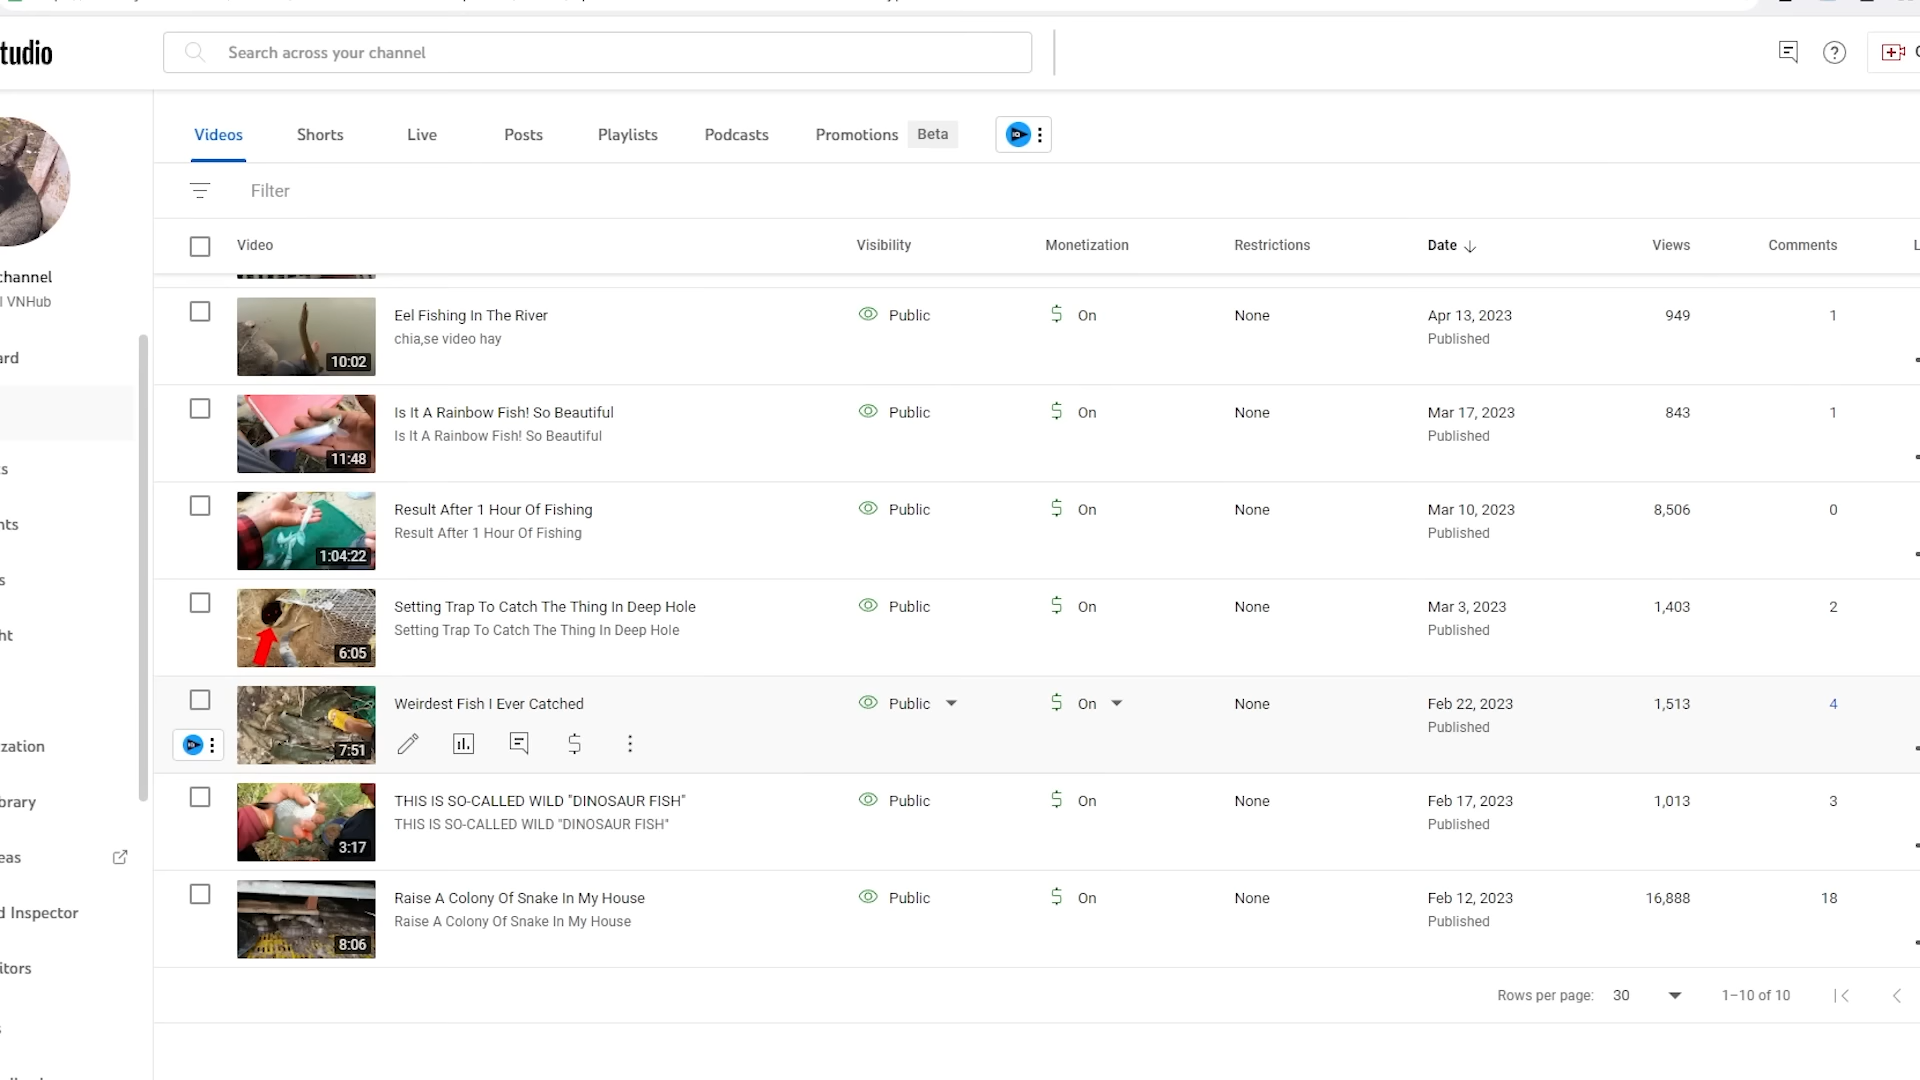 tudio
Search across your channel
Videos Shorts Live Posts Playlists Podcasts Promotions Beta
Filter
Video Visibility Monetization Restrictions Date Views Comments
channel
l VNHub
ard
ts
nts
s
ht
zation
brary
eas
d Inspector
itors
Eel Fishing In The River Public On None Apr 13, 2023 949 1
chia,se video hay Published
10:02
Is It A Rainbow Fish! So Beautiful Public On None Mar 17, 2023 843 1
Is It A Rainbow Fish! So Beautiful Published
11:48
Result After 1 Hour Of Fishing Public On None Mar 10, 2023 8,506 0
Result After 1 Hour Of Fishing Published
1:04:22
Setting Trap To Catch The Thing In Deep Hole Public On None Mar 3, 2023 1,403 2
Setting Trap To Catch The Thing In Deep Hole Published
6:05
Weirdest Fish I Ever Catched Public On None Feb 22, 2023 1,513 4
Published
7:51
THIS IS SO-CALLED WILD "DINOSAUR FISH" Public On None Feb 17, 2023 1,013 3
THIS IS SO-CALLED WILD "DINOSAUR FISH" Published
3:17
Raise A Colony Of Snake In My House Public On None Feb 12, 2023 16,888 18
Raise A Colony Of Snake In My House Published
8:06
Rows per page: 30 1–10 of 10